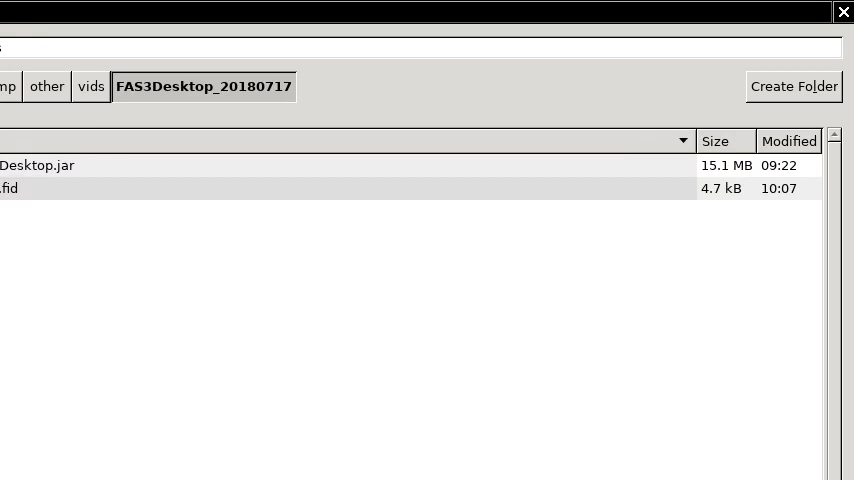 s
mp other vids FAS3Desktop_20180717 Create Folder
Size Modified
Desktop.jar 15.1 MB 09:22
.fid 4.7 kB 10:07